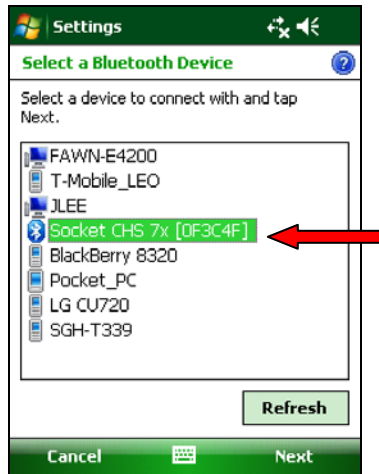 Settings
Select a Bluetooth Device
?
Select a device to connect with and tap
Next.
FAWN-E4200
T-Mobile_LEO
JLEE
Socket CHS 7x [0F3C4F]
BlackBerry 8320
Pocket_PC
LG CU720
SGH-T339
Refresh
Cancel Next